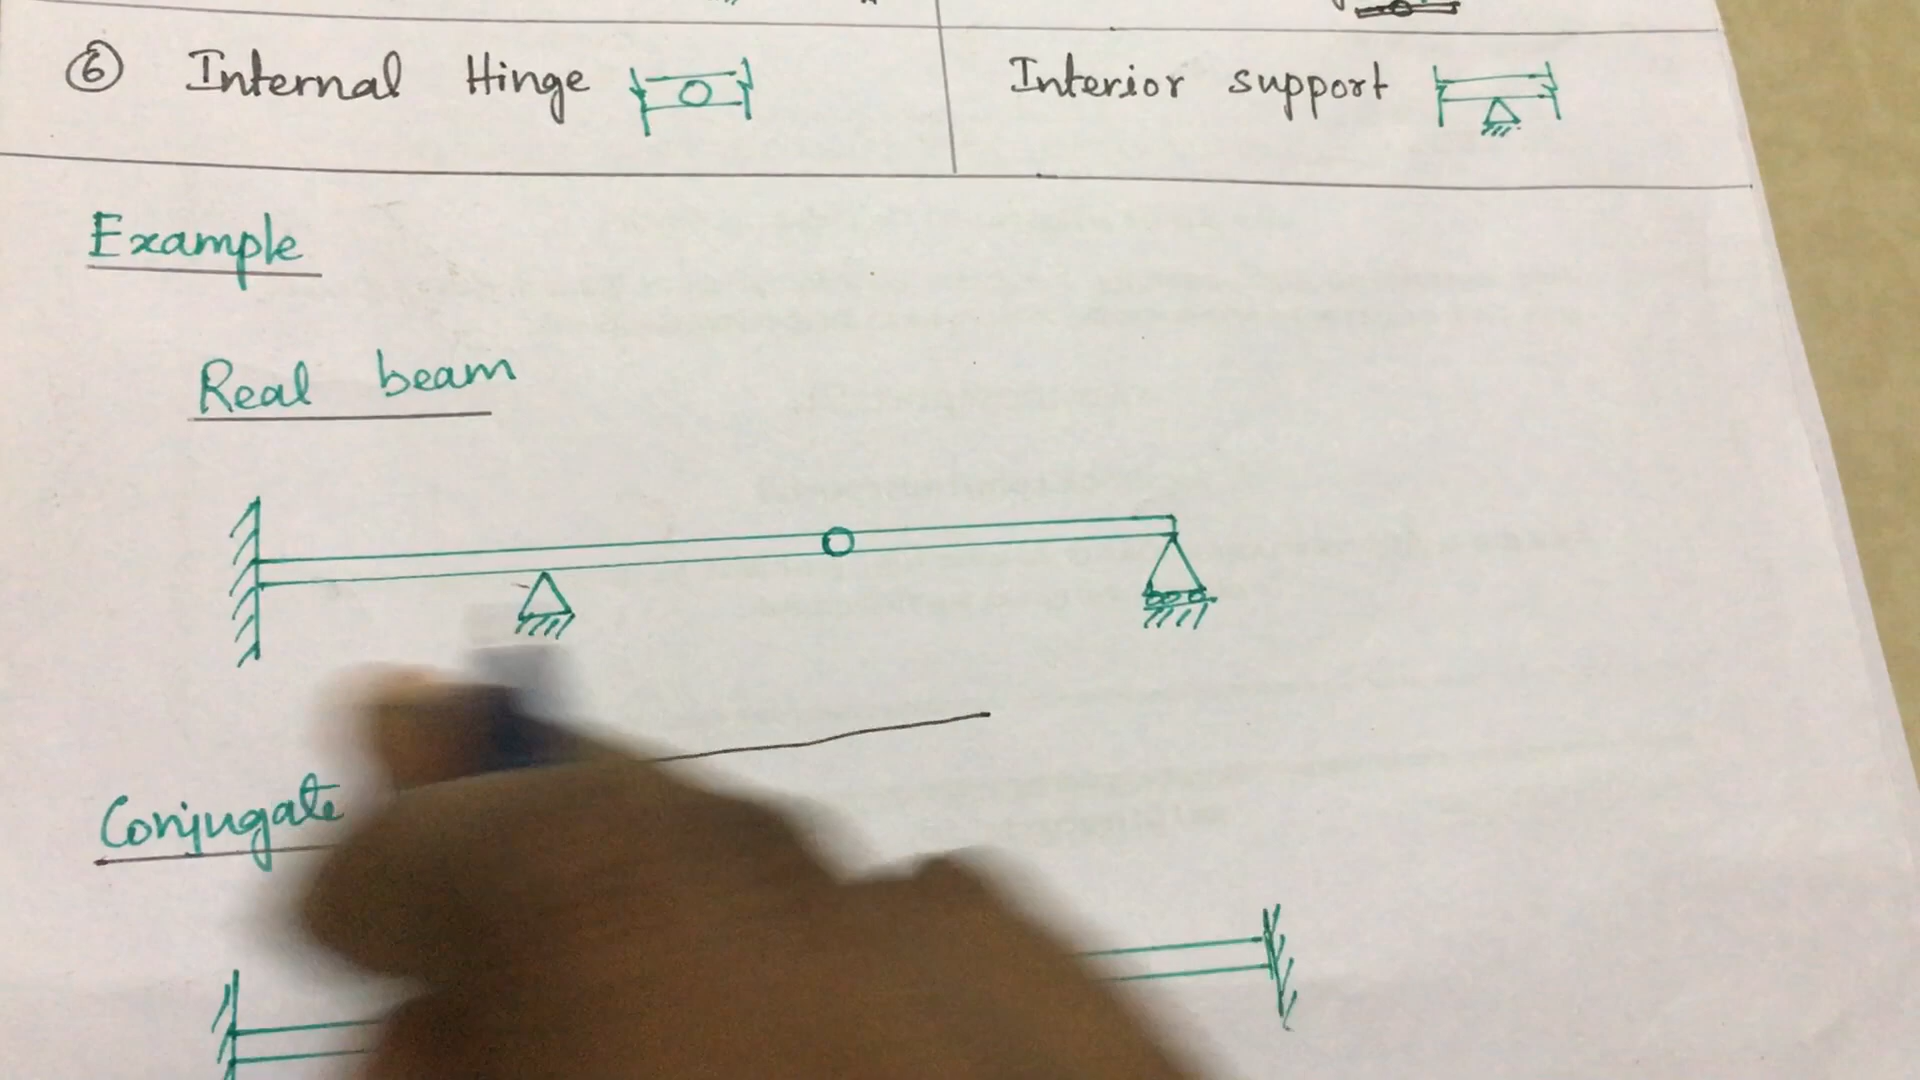 ⑥ Internal Hinge Interior support
Example
Real beam
Conjugate